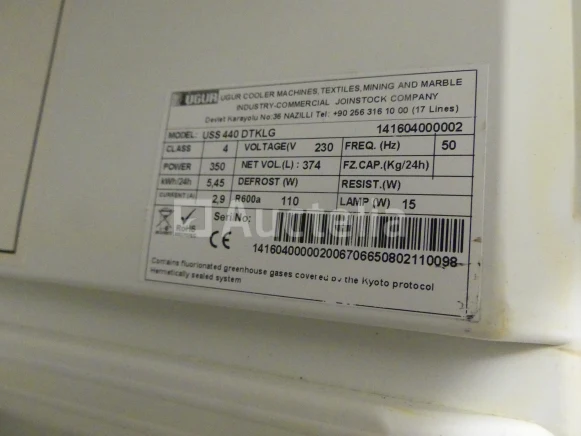 UGUR UGUR COOLER MACHINES, TEXTILES, MINING AND MARBLE
INDUSTRY-COMMERCIAL JOINSTOCK COMPANY
Devlet Karayolu No:36 NAZILLI Tel: +90 256 316 10 00 (17 Lines)
MODEL: USS 440 DTKLG 141604000002
CLASS 4 VOLTAGE(V 230 FREQ. (Hz) 50
POWER 350 NET VOL.(L) : 374 FZ.CAP.(Kg/24h)
kWh/24h 5,45 DEFROST (W) RESIST.(W)
CURRENT(A) 2,9 R600a 110 LAMP (W) 15
RoHS Seri.No:
CE 141604000002006706650802110098
Auctelia
Contains fluorionated greenhouse gases covered by the Kyoto protocol
Hermetically sealed system